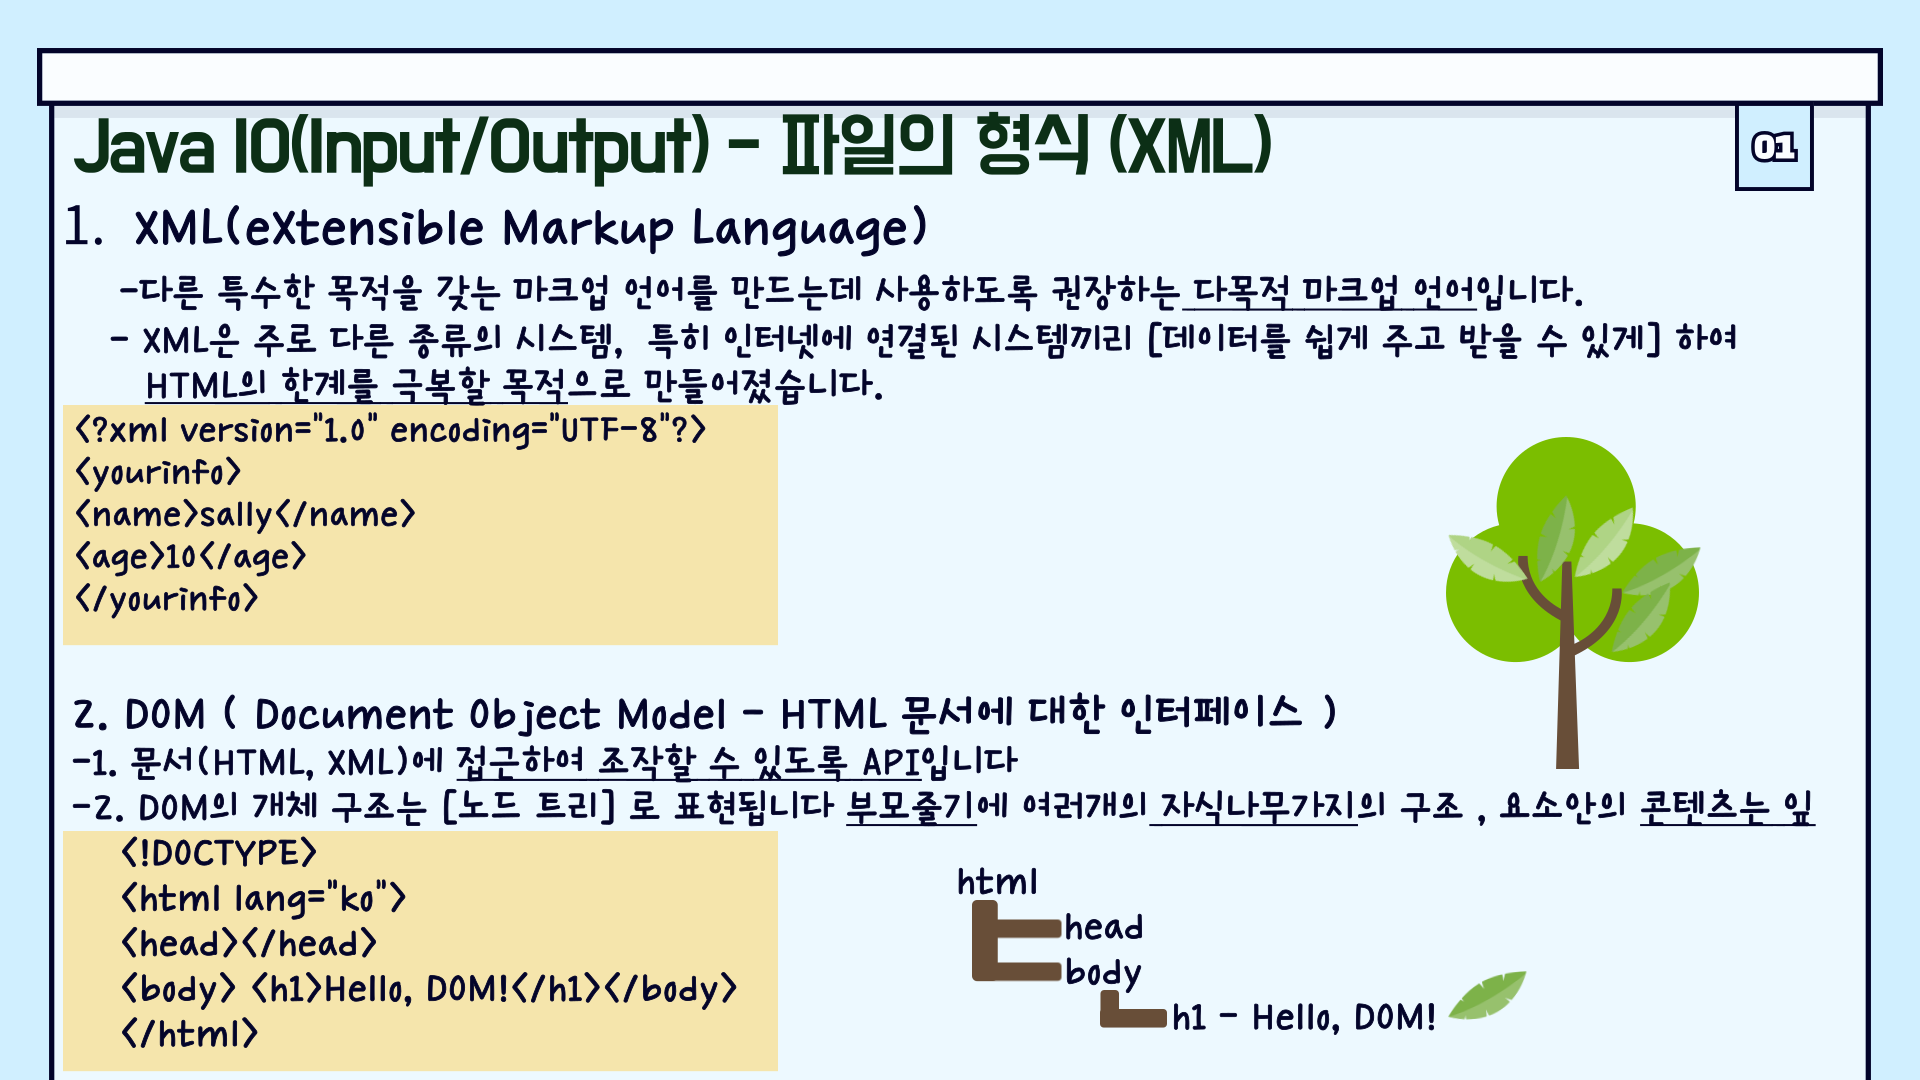 Java IO(Input/Output) - 파일의 형식 (XML)
01
1. XML(eXtensible Markup Language)
-다른 특수한 목적을 갖는 마크업 언어를 만드는데 사용하도록 권장하는 다목적 마크업 언어입니다.
- XML은 주로 다른 종류의 시스템, 특히 인터넷에 연결된 시스템끼리 [데이터를 쉽게 주고 받을 수 있게] 하여
HTML의 한계를 극복할 목적으로 만들어졌습니다.
<?xml version="1.0" encoding="UTF-8"?>
<yourinfo>
<name>sally</name>
<age>10</age>
</yourinfo>
2. DOM ( Document Object Model - HTML 문서에 대한 인터페이스 )
-1. 문서(HTML, XML)에 접근하여 조작할 수 있도록 API입니다
-2. DOM의 개체 구조는 [노드 트리] 로 표현됩니다 부모줄기에 여러개의 자식나무가지의 구조 , 요소안의 콘텐츠는 잎
<!DOCTYPE>
<html lang="ko">
<head></head>
<body> <h1>Hello, DOM!</h1></body>
</html>
html
head
body
h1 - Hello, DOM!